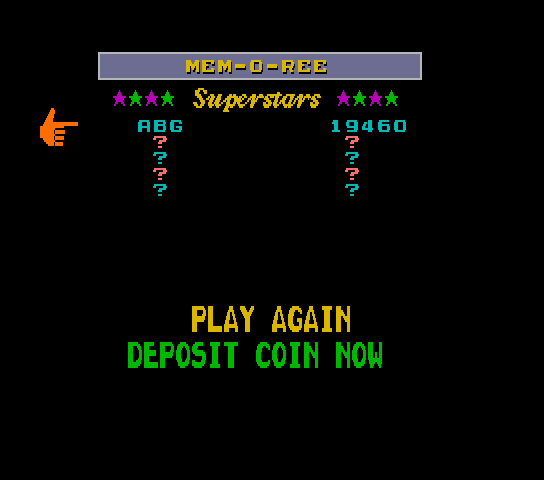 MEM-O-REE
Superstars
ABG 19460
? ?
? ?
? ?
? ?
PLAY AGAIN
DEPOSIT COIN NOW